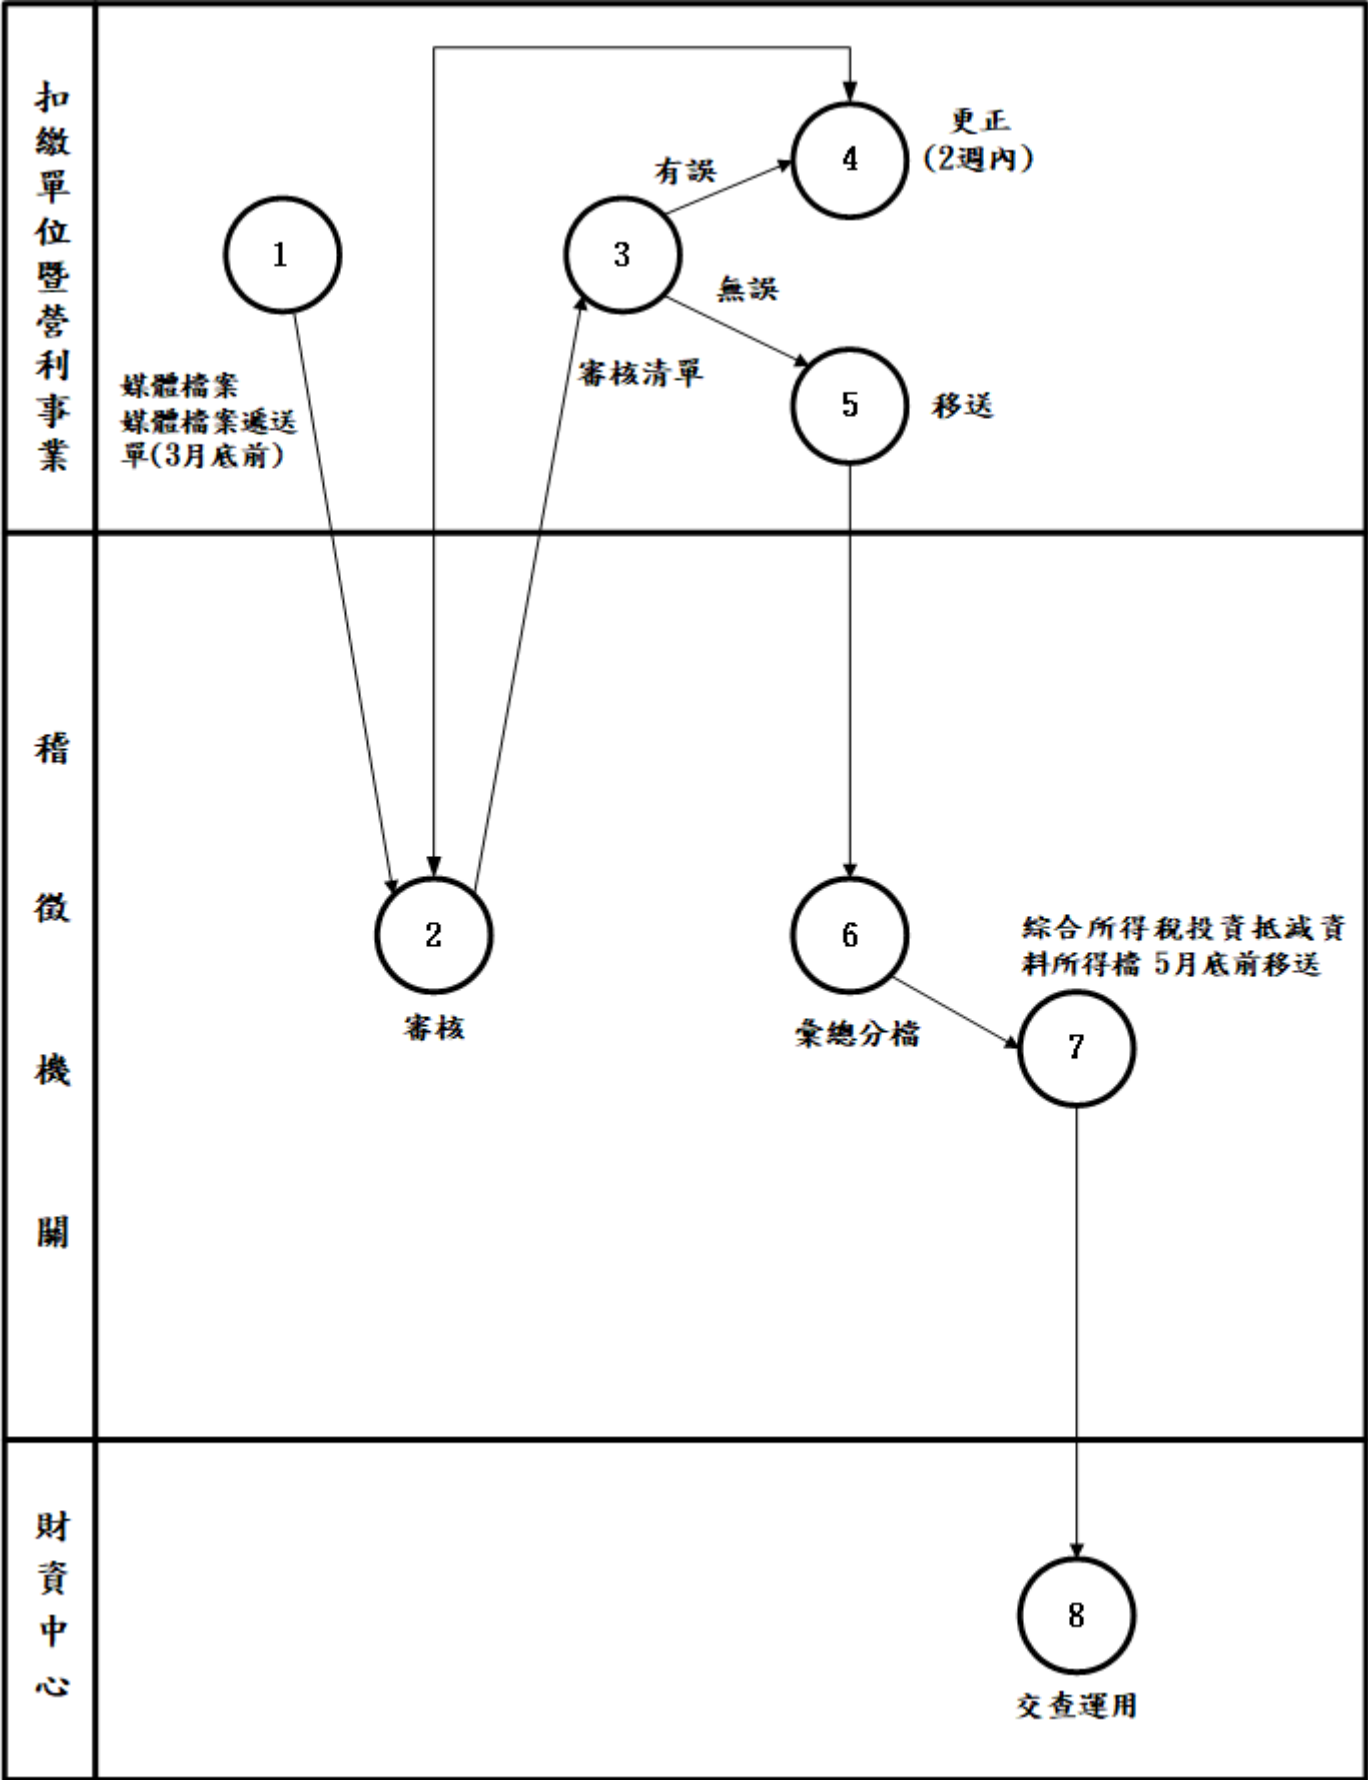 扣繳單位暨營利事業
1
媒體檔案
媒體檔案遞送
單(3月底前)
3
審核清單
有誤
無誤
4
更正
(2週內)
5
移送
稽徵機關
2
審核
6
彙總分檔
綜合所得稅投資抵減資
料所得檔 5月底前移送
7
財資中心
8
交查運用